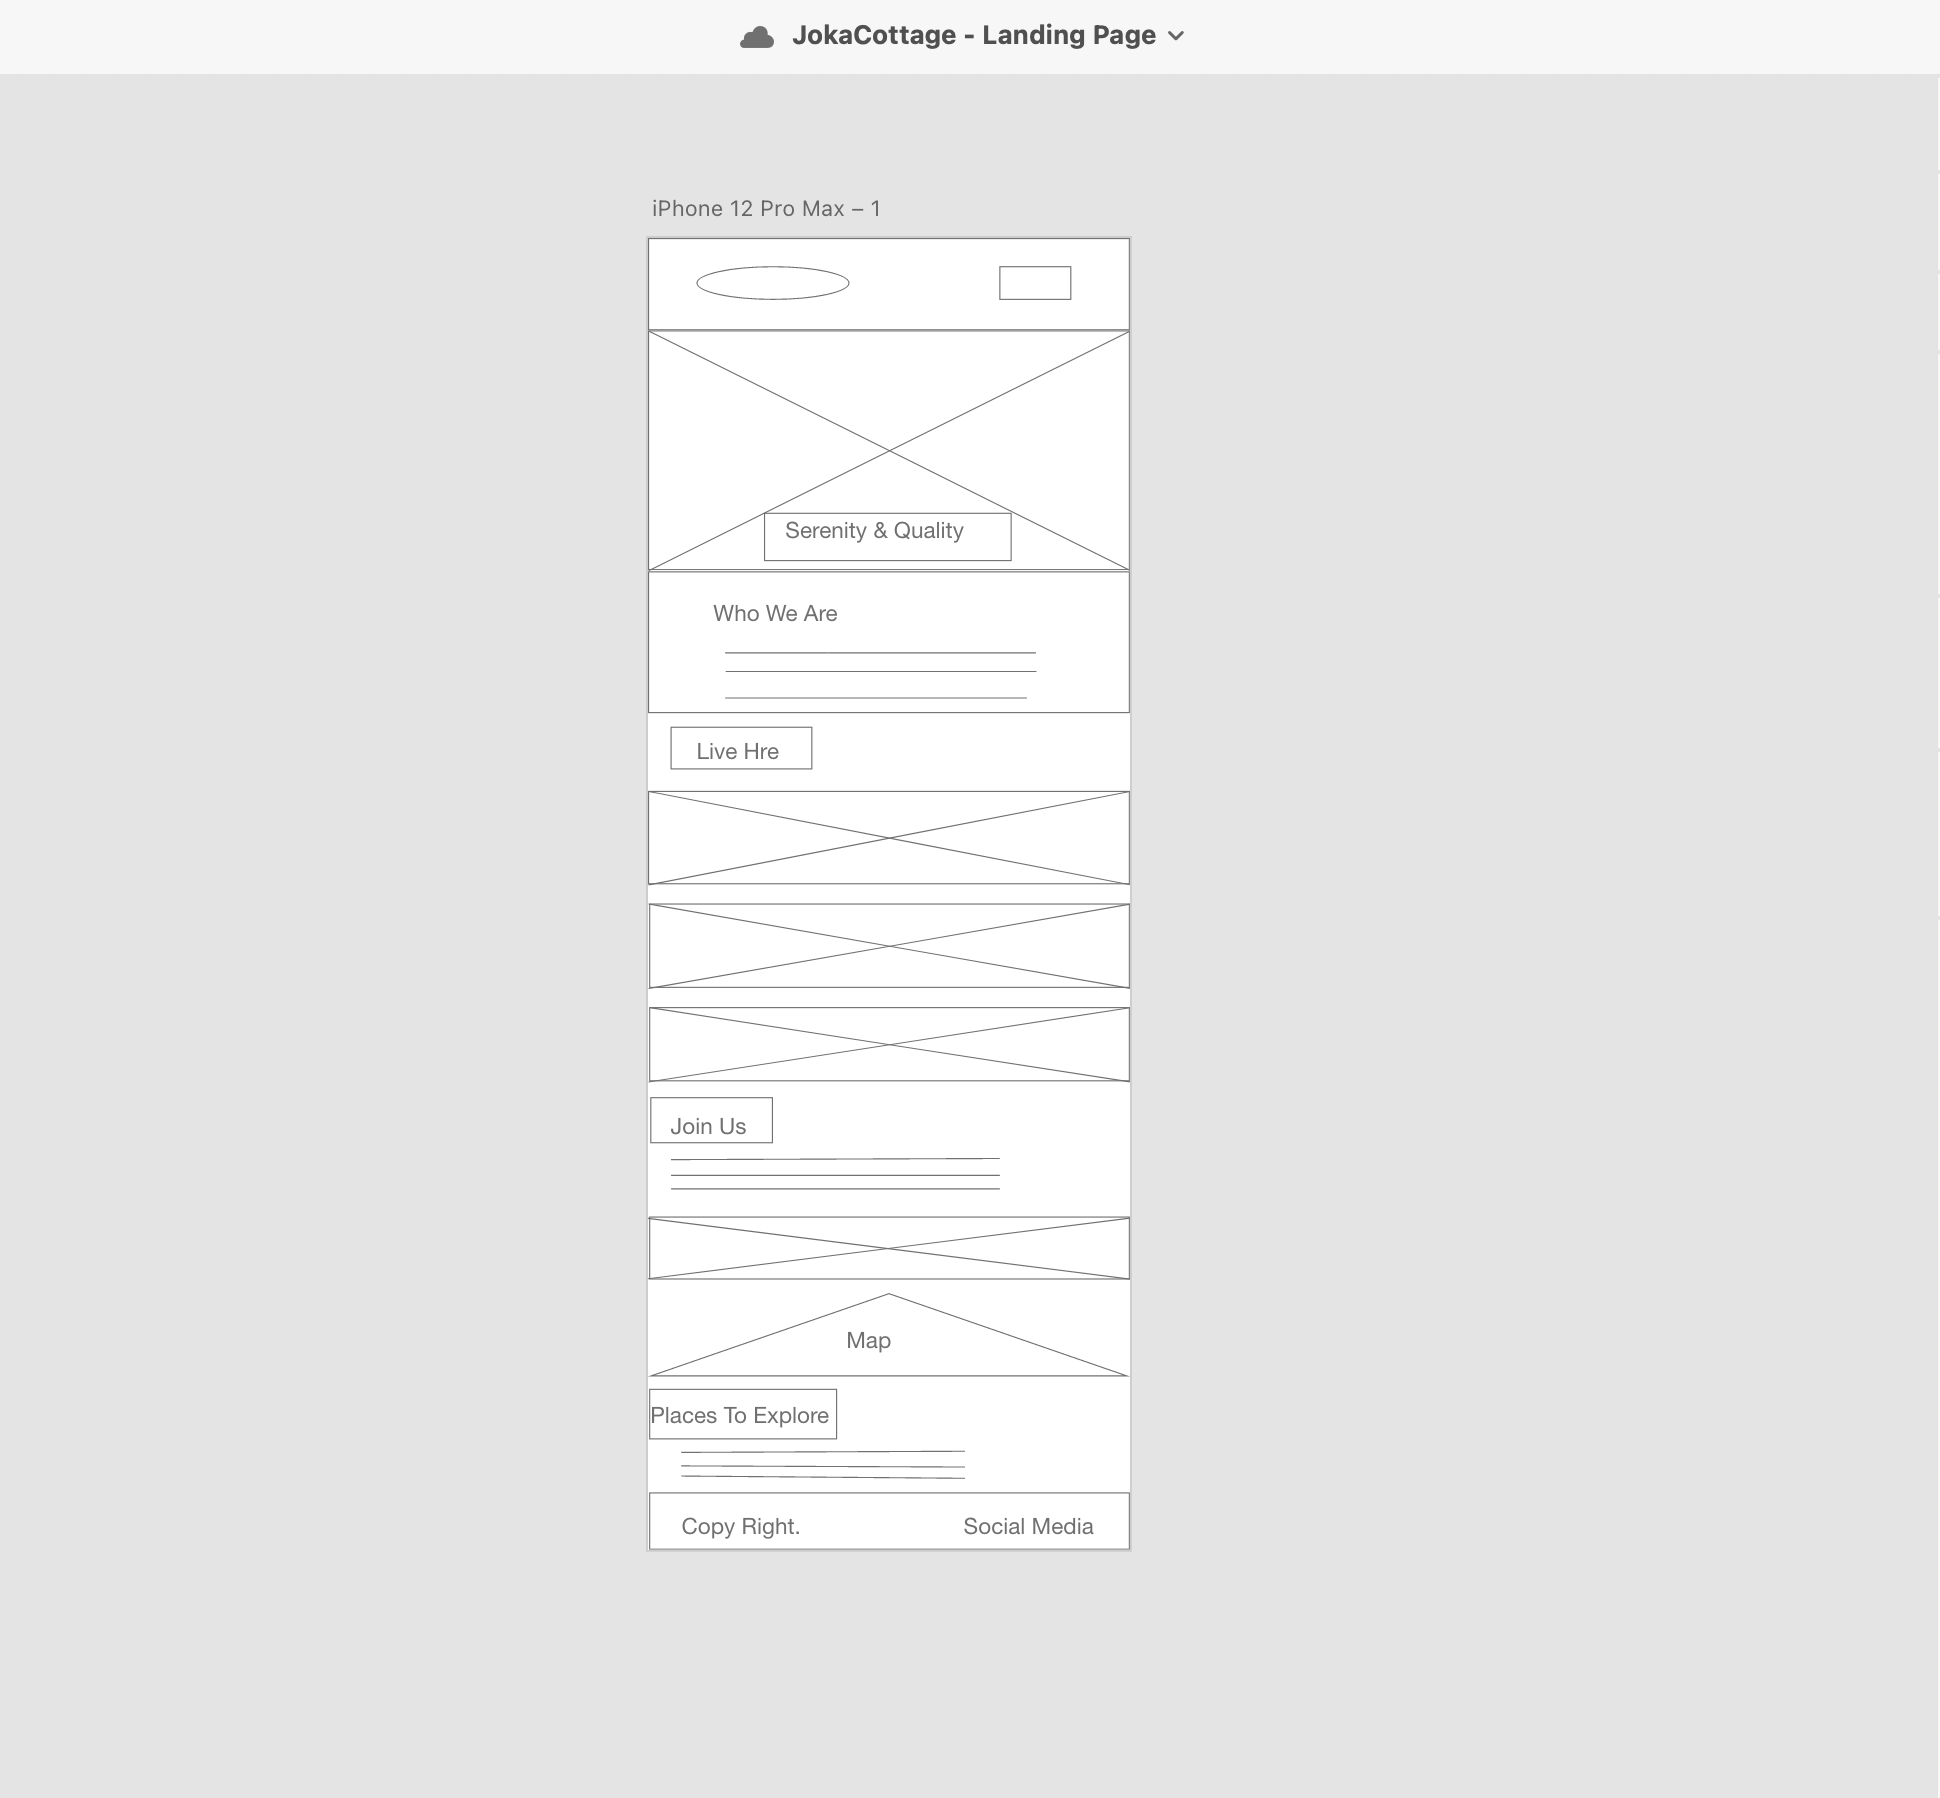 JokaCottage - Landing Page
iPhone 12 Pro Max – 1
Serenity & Quality
Who We Are
Live Hre
Join Us
Map
Places To Explore
Copy Right.
Social Media